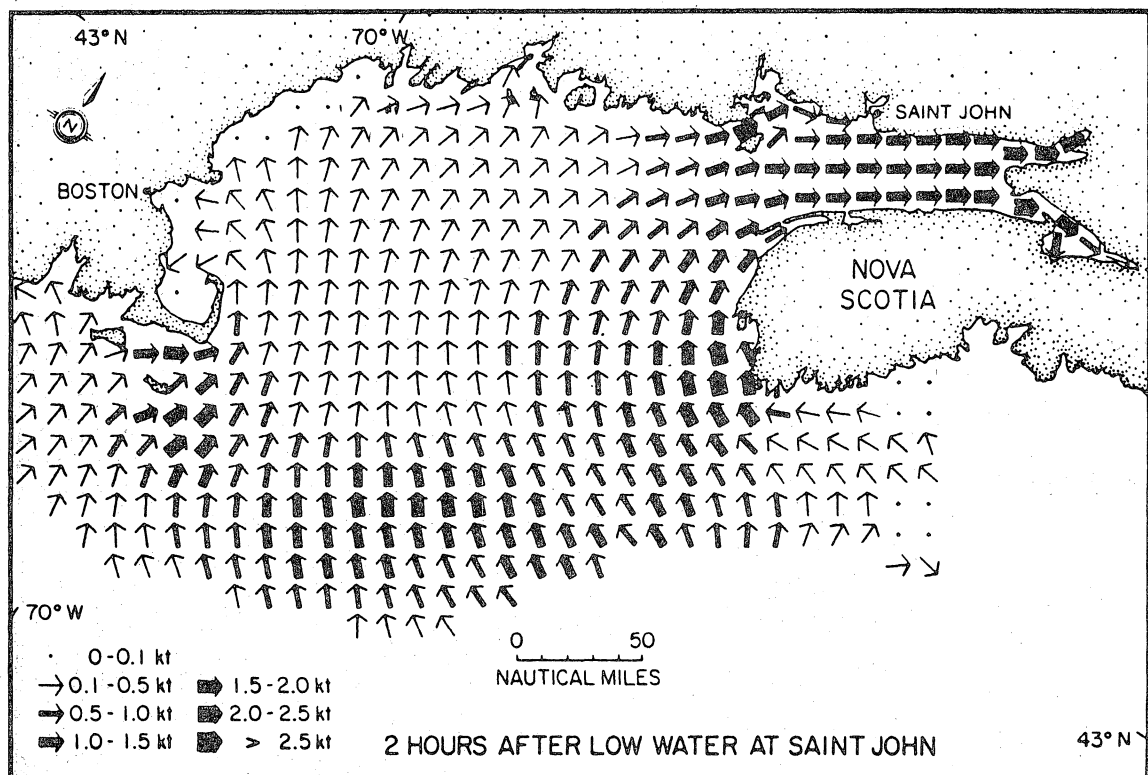 43° N
70° W
N
SAINT JOHN
BOSTON
NOVA
SCOTIA
70° W
0 50
NAUTICAL MILES
0-0.1 kt
0.1-0.5 kt
0.5-1.0 kt
1.0-1.5 kt
1.5-2.0 kt
2.0-2.5 kt
> 2.5 kt
2 HOURS AFTER LOW WATER AT SAINT JOHN
43° N